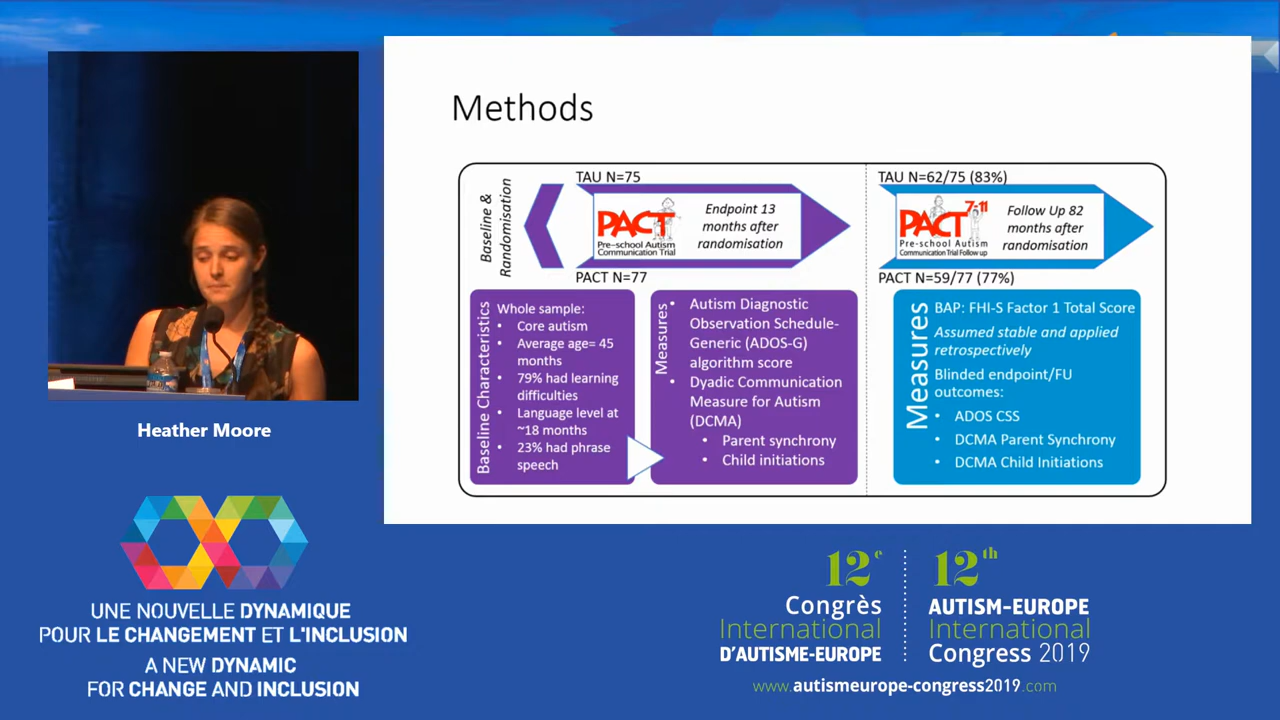 Methods
Baseline &
Randomisation
TAU N=75
PACT
Pre-school Autism
Communication Trial
Endpoint 13
months after
randomisation
PACT N=77
TAU N=62/75 (83%)
PACT 7-11
Pre-school Autism
Communication Trial Follow up
Follow Up 82
months after
randomisation
PACT N=59/77 (77%)
Baseline Characteristics
Whole sample:
• Core autism
• Average age= 45
months
• 79% had learning
difficulties
• Language level at
~18 months
• 23% had phrase
speech
Measures
• Autism Diagnostic
Observation Schedule-
Generic (ADOS-G)
algorithm score
• Dyadic Communication
Measure for Autism
(DCMA)
• Parent synchrony
• Child initiations
Measures
BAP: FHI-S Factor 1 Total Score
Assumed stable and applied
retrospectively
Blinded endpoint/FU
outcomes:
• ADOS CSS
• DCMA Parent Synchrony
• DCMA Child Initiations
Heather Moore
UNE NOUVELLE DYNAMIQUE
POUR LE CHANGEMENT ET L'INCLUSION
A NEW DYNAMIC
FOR CHANGE AND INCLUSION
12e
Congrès
International
D'AUTISME-EUROPE
12th
AUTISM-EUROPE
International
Congress 2019
www.autismeurope-congress2019.com